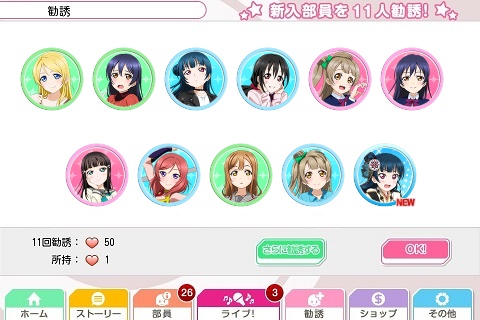 勧誘
新入部員を11人勧誘!
NEW
11回勧誘： 50
所持： 1
さらに勧誘する
OK!
26
3
ホーム
ストーリー
部員
ライブ!
勧誘
ショップ
その他